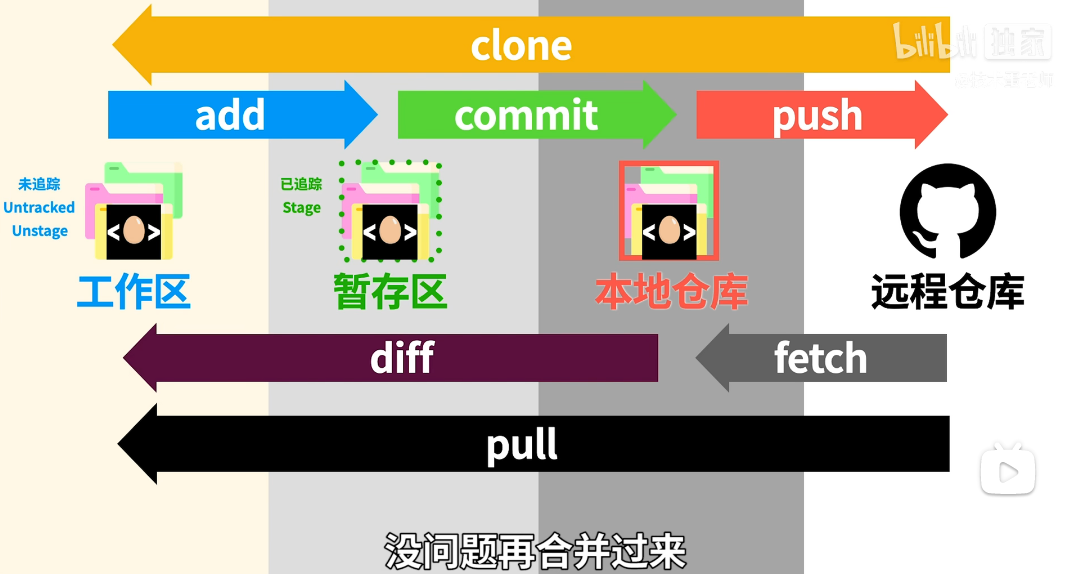 clone
bilibili 独家
add
commit
push
未追踪
Untracked
Unstage
已追踪
Stage
< >
< >
< >
工作区
暂存区
本地仓库
远程仓库
diff
fetch
pull
没问题再合并过来